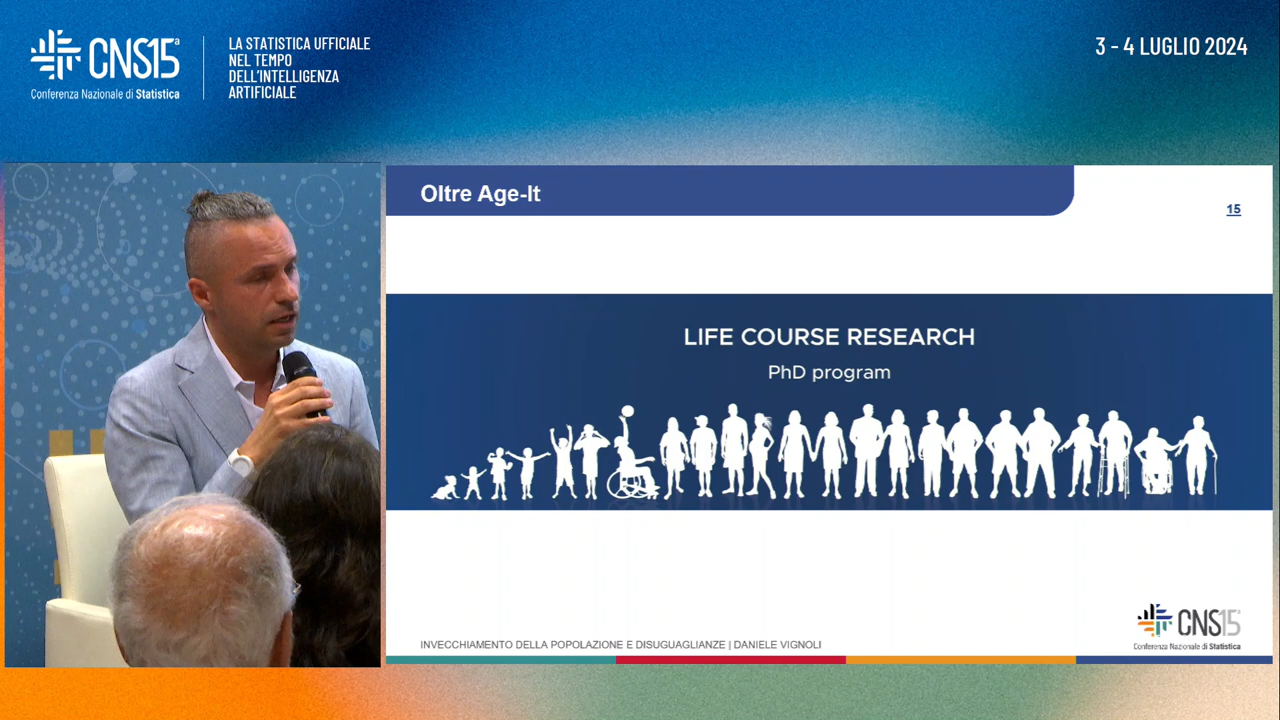 CNS15ª
Conferenza Nazionale di Statistica
LA STATISTICA UFFICIALE
NEL TEMPO
DELL'INTELLIGENZA
ARTIFICIALE
3 - 4 LUGLIO 2024
Oltre Age-It
15
LIFE COURSE RESEARCH
PhD program
INVECCHIAMENTO DELLA POPOLAZIONE E DISUGUAGLIANZE | DANIELE VIGNOLI
CNS15ª
Conferenza Nazionale di Statistica